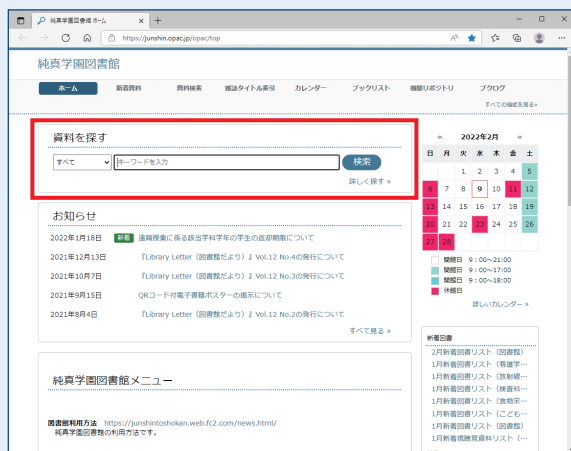 純真学園図書館 ホーム
https://junshin.opac.jp/opac/top
純真学園図書館
ホーム 新着資料 資料検索 雑誌タイトル索引 カレンダー ブックリスト 機関リポジトリ ブクログ
すべての機能を見る»
資料を探す
すべて キーワードを入力 検索
詳しく探す »
お知らせ
2022年1月18日 新着 遠隔授業に係る該当学科学年の学生の返却期限について
2021年12月13日 『Library Letter（図書館だより）』Vol.12 No.4の発行について
2021年10月7日 『Library Letter（図書館だより）』Vol.12 No.3の発行について
2021年9月15日 QRコード付電子書籍ポスターの掲示について
2021年8月4日 『Library Letter（図書館だより）』Vol.12 No.2の発行について
すべて見る »
純真学園図書館メニュー
図書館利用方法 https://junshintoshokan.web.fc2.com/news.html/
純真学園図書館の利用方法です。
« 2022年2月 »
日 月 火 水 木 金 土
1 2 3 4 5
6 7 8 9 10 11 12
13 14 15 16 17 18 19
20 21 22 23 24 25 26
27 28
開館日 9：00～21：00
開館日 9：00～17：00
開館日 9：00～18：00
休館日
詳しいカレンダー »
新着図書
2月新着図書リスト（図書館）
1月新着図書リスト（看護学…
1月新着図書リスト（放射線…
1月新着図書リスト（検査科…
1月新着図書リスト（食物栄…
1月新着図書リスト（こども…
1月新着図書リスト（図書館）
1月新着視聴覚資料リスト（…